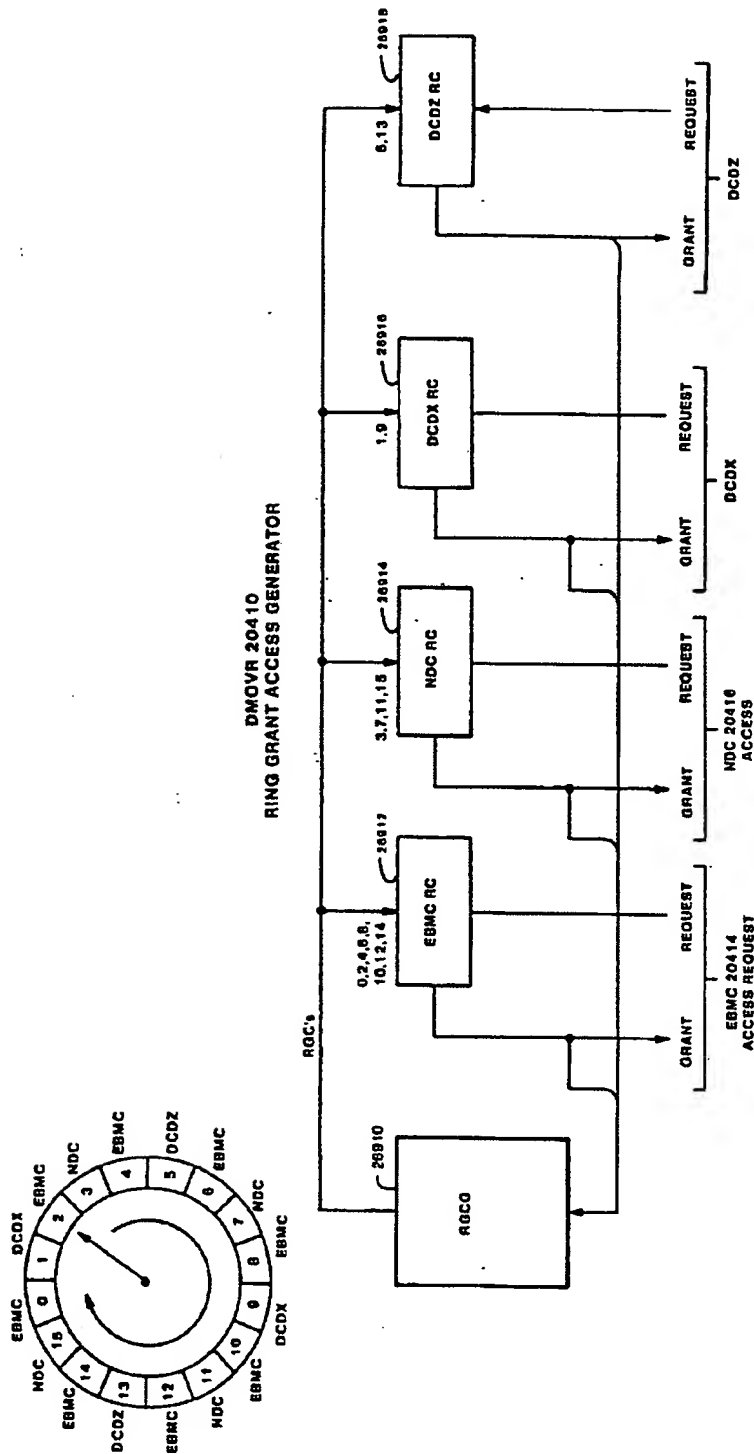 DMOVR 20410
RING GRANT ACCESS GENERATOR
EBMC
DCDX
EBMC
NDC
EBMC
DCDZ
EBMC
NDC
EBMC
DCDX
EBMC
NDC
EBMC
DCDZ
EBMC
NDC
0
1
2
3
4
5
6
7
8
9
10
11
12
13
14
15
RGC's
RGCG
26910
0,2,4,6,8,
10,12,14
EBMC RC
26912
3,7,11,15
NDC RC
26914
1,9
DCDX RC
26916
5,13
DCDZ RC
26918
GRANT
REQUEST
EBMC 20414
ACCESS REQUEST
GRANT
REQUEST
NDC 20416
ACCESS
GRANT
REQUEST
DCDX
GRANT
REQUEST
DCDZ